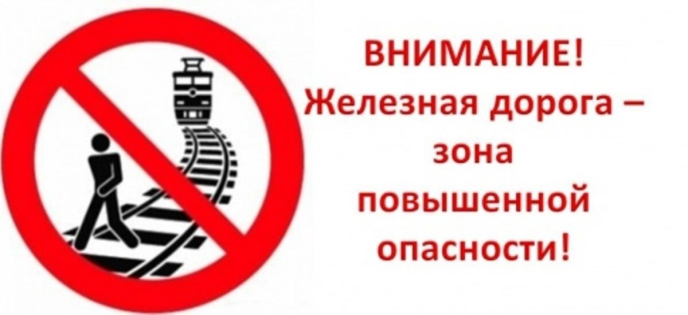 ВНИМАНИЕ!
Железная дорога –
зона
повышенной
опасности!